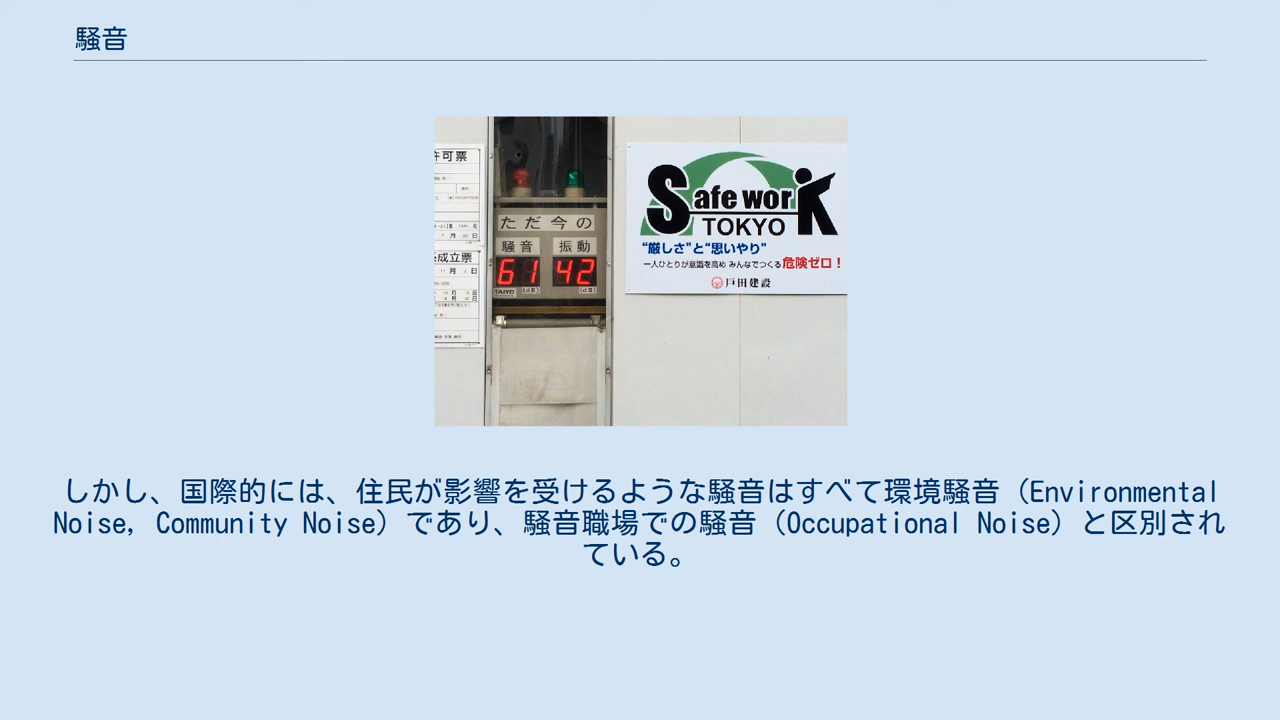 騒音
許可票
成立票
ただ今の
騒音 振動
61 42
TAIYO (dB) (dB)
Safe worK
TOKYO
“厳しさ”と“思いやり”
一人ひとりが意識を高め みんなでつくる 危険ゼロ！
戸田建設
しかし、国際的には、住民が影響を受けるような騒音はすべて環境騒音（Environmental
Noise, Community Noise）であり、騒音職場での騒音（Occupational Noise）と区別され
ている。